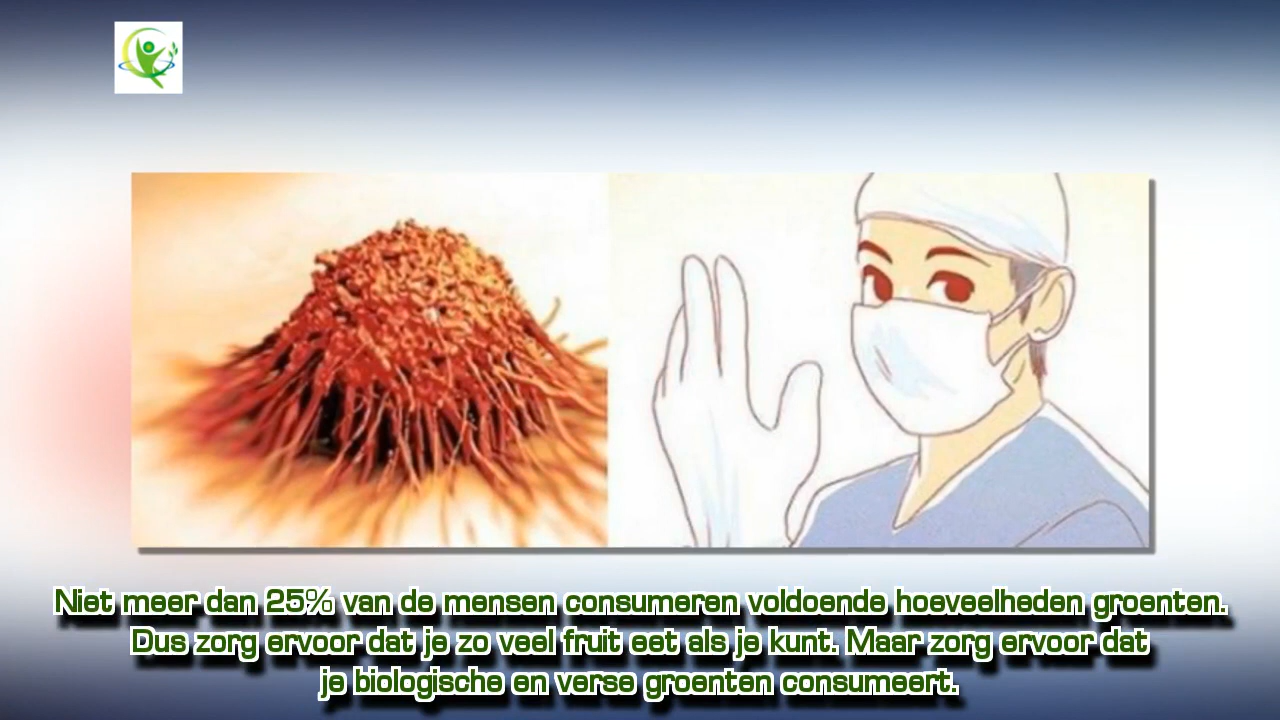 Niet meer dan 25% van de mensen consumeren voldoende hoeveelheden groenten.
Dus zorg ervoor dat je zo veel fruit eet als je kunt. Maar zorg ervoor dat
je biologische en verse groenten consumeert.